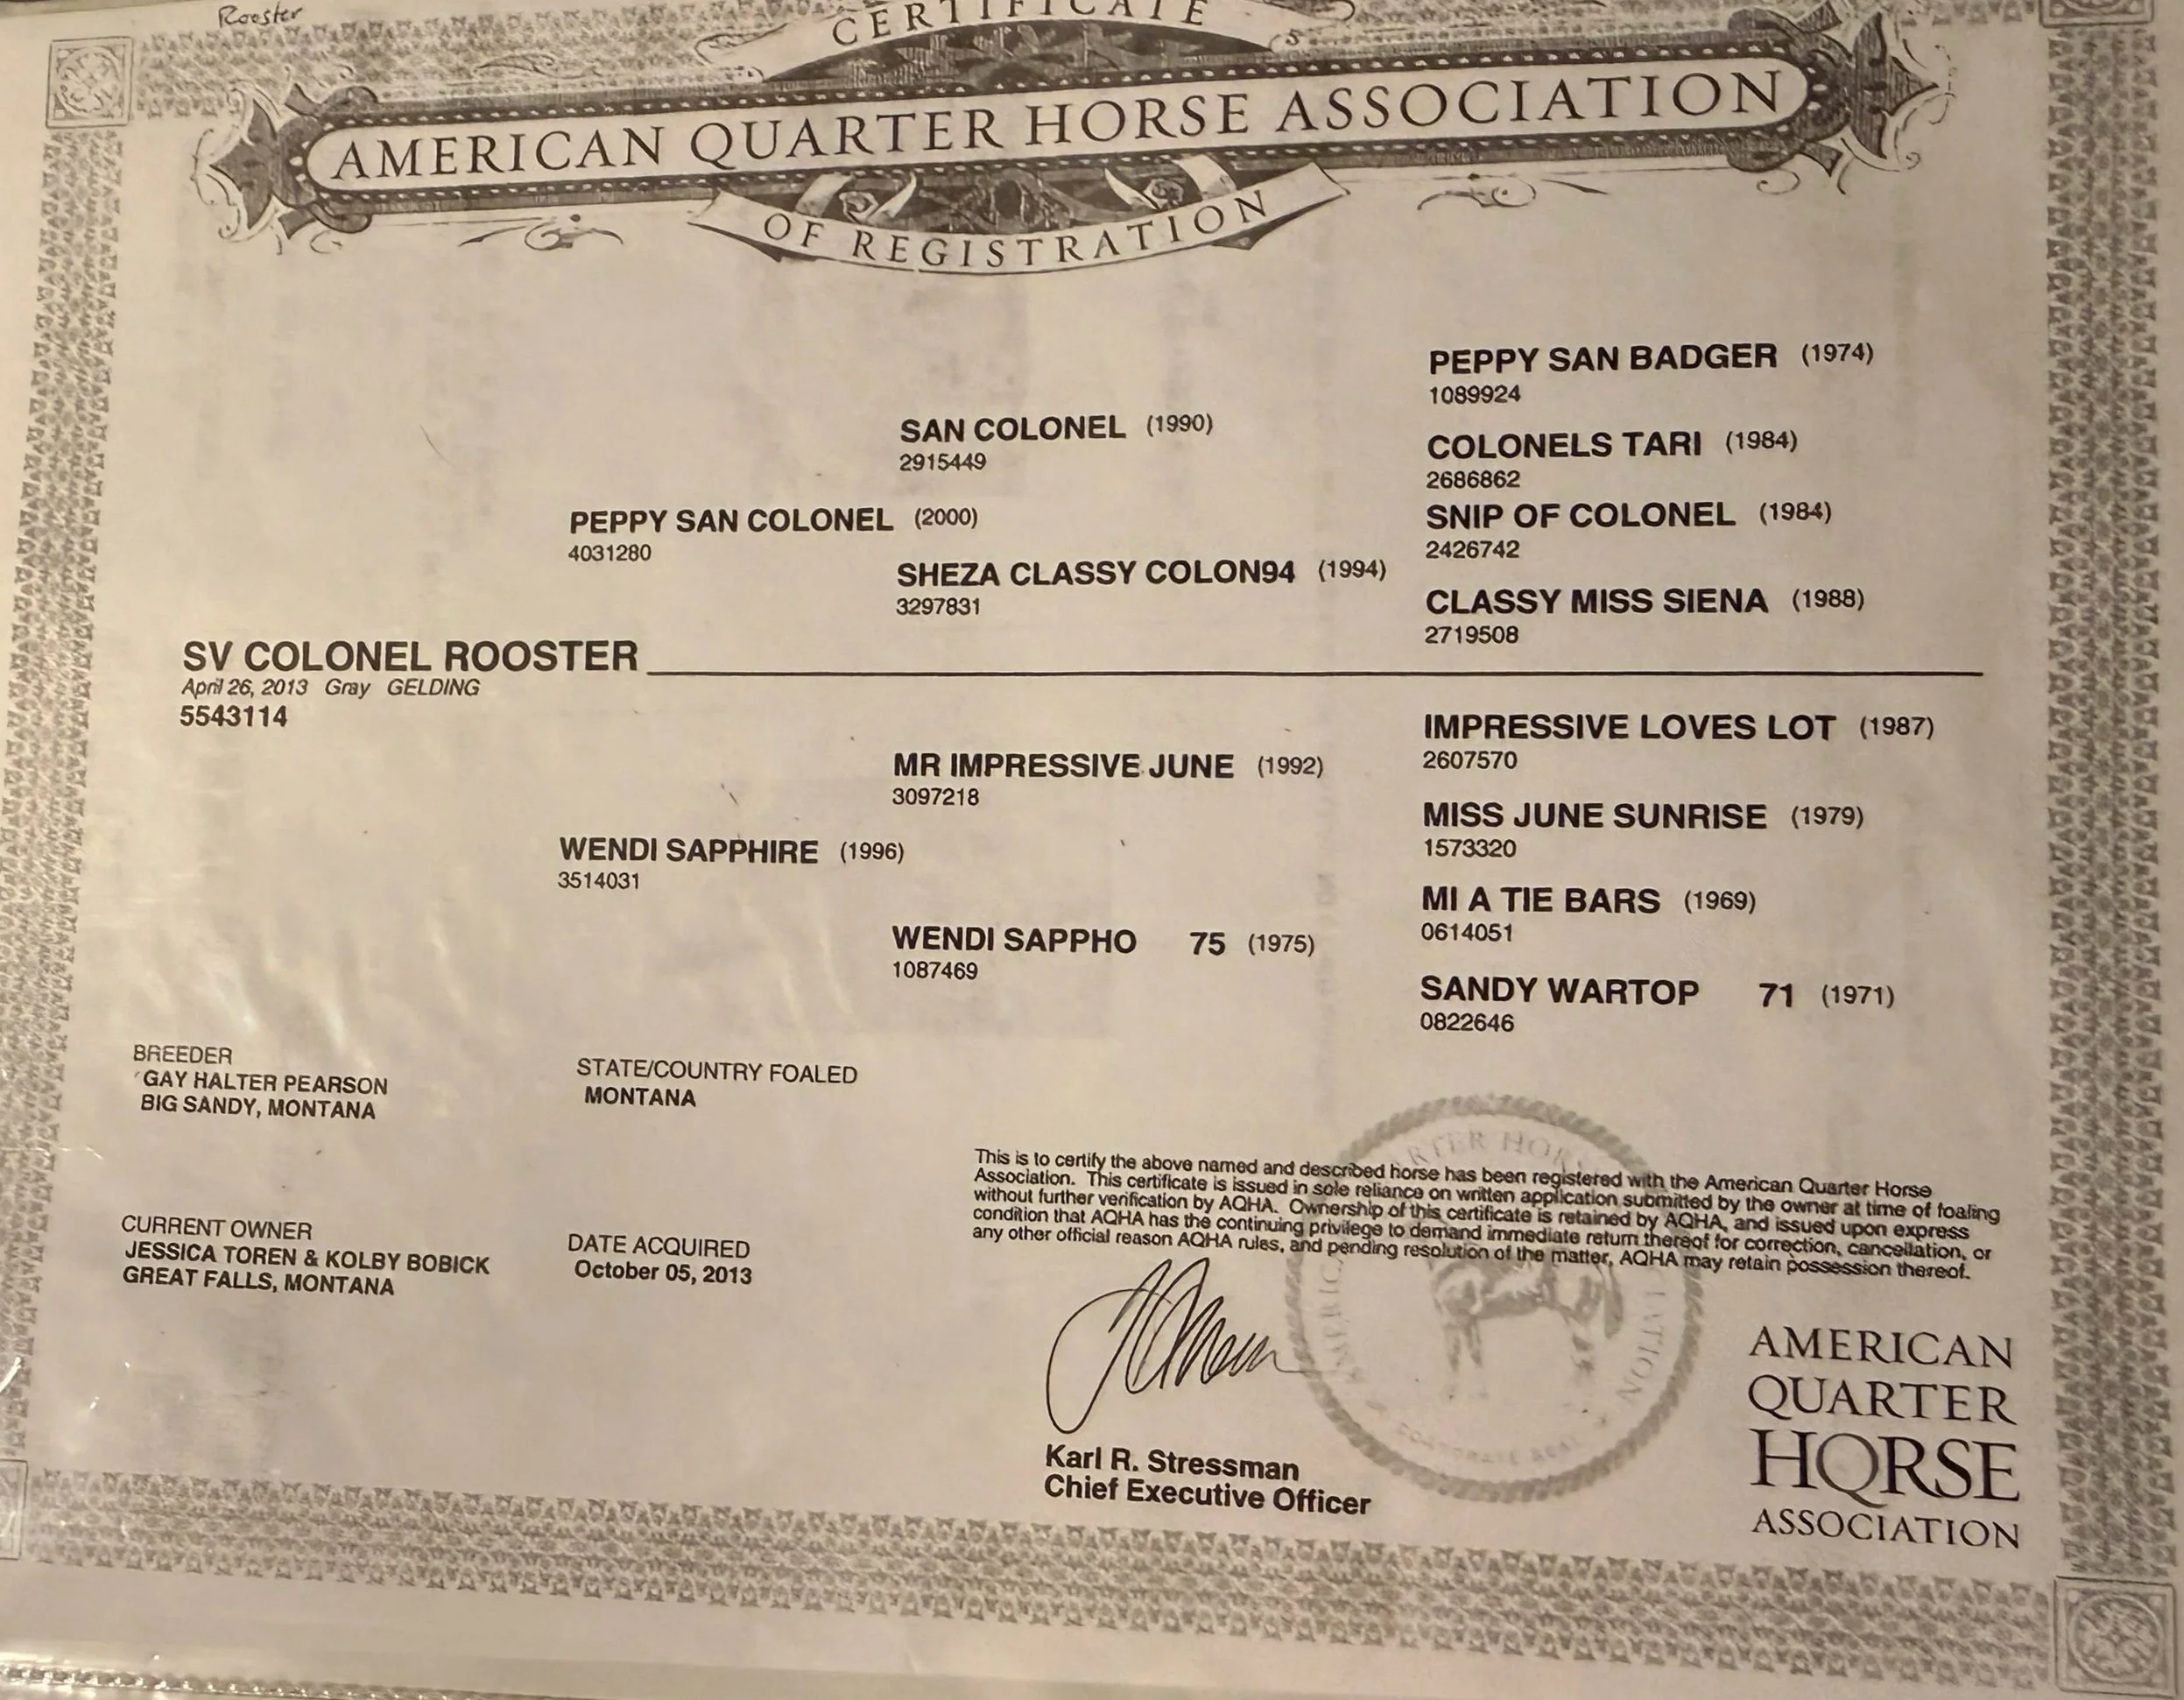 Rooster
CERTIFICATE
AMERICAN QUARTER HORSE ASSOCIATION
OF REGISTRATION
PEPPY SAN BADGER (1974)
1089924
SAN COLONEL (1990)
2915449
COLONELS TARI (1984)
2686862
PEPPY SAN COLONEL (2000)
4031280
SNIP OF COLONEL (1984)
2426742
SHEZA CLASSY COLON94 (1994)
3297831
CLASSY MISS SIENA (1988)
2719508
SV COLONEL ROOSTER
April 26, 2013 Gray GELDING
5543114
IMPRESSIVE LOVES LOT (1987)
2607570
MR IMPRESSIVE JUNE (1992)
3097218
MISS JUNE SUNRISE (1979)
1573320
WENDI SAPPHIRE (1996)
3514031
MI A TIE BARS (1969)
0614051
WENDI SAPPHO 75 (1975)
1087469
SANDY WARTOP 71 (1971)
0822646
BREEDER
GAY HALTER PEARSON
BIG SANDY, MONTANA
STATE/COUNTRY FOALED
MONTANA
CURRENT OWNER
JESSICA TOREN & KOLBY BOBICK
GREAT FALLS, MONTANA
DATE ACQUIRED
October 05, 2013
This is to certify the above named and described horse has been registered with the American Quarter Horse
Association. This certificate is issued in sole reliance on written application submitted by the owner at time of foaling
without further verification by AQHA. Ownership of this certificate is retained by AQHA, and issued upon express
condition that AQHA has the continuing privilege to demand immediate return thereof for correction, cancellation, or
any other official reason AQHA rules, and pending resolution of the matter, AQHA may retain possession thereof.
Karl R. Stressman
Chief Executive Officer
AMERICAN
QUARTER
HORSE
ASSOCIATION